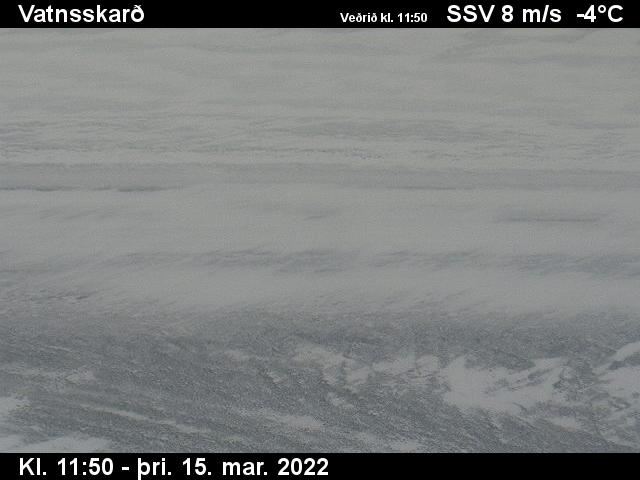 Vatnsskarð Veðrið kl. 11:50 SSV 8 m/s -4°C
Kl. 11:50 - þri. 15. mar. 2022